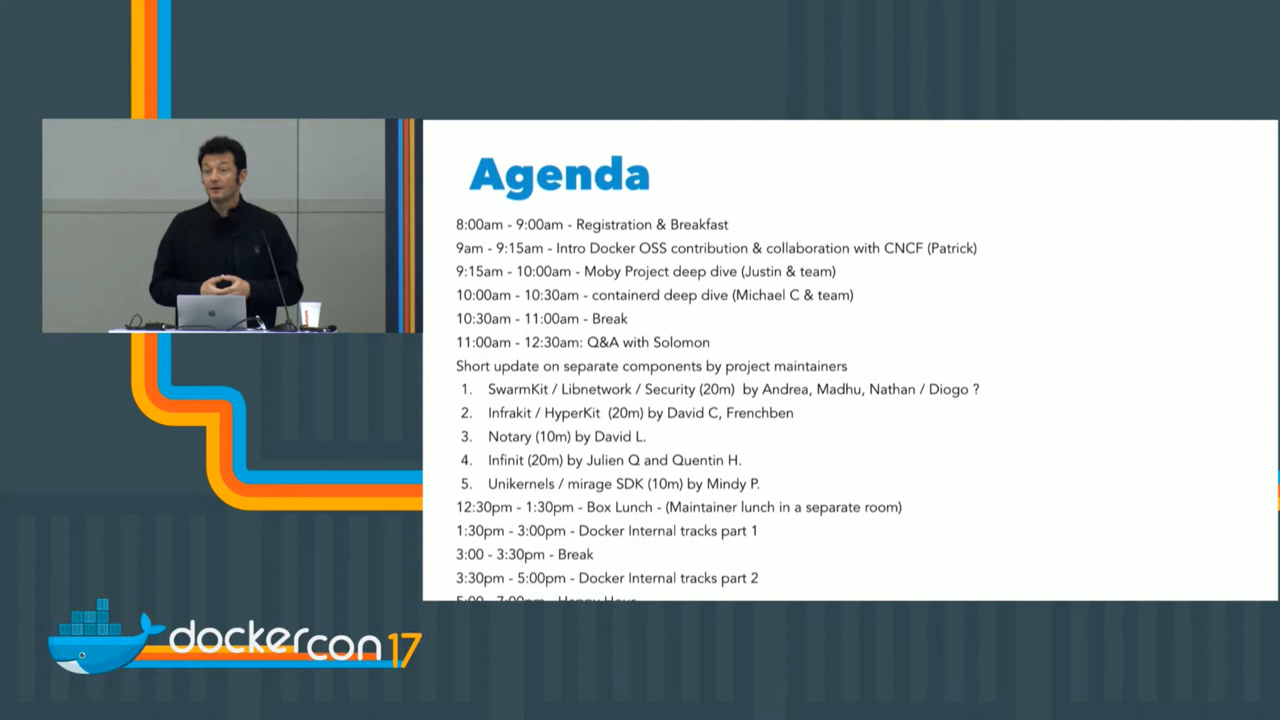 Agenda
8:00am - 9:00am - Registration & Breakfast
9am - 9:15am - Intro Docker OSS contribution & collaboration with CNCF (Patrick)
9:15am - 10:00am - Moby Project deep dive (Justin & team)
10:00am - 10:30am - containerd deep dive (Michael C & team)
10:30am - 11:00am - Break
11:00am - 12:30am: Q&A with Solomon
Short update on separate components by project maintainers
1. SwarmKit / Libnetwork / Security (20m) by Andrea, Madhu, Nathan / Diogo ?
2. Infrakit / HyperKit (20m) by David C, Frenchben
3. Notary (10m) by David L.
4. Infinit (20m) by Julien Q and Quentin H.
5. Unikernels / mirage SDK (10m) by Mindy P.
12:30pm - 1:30pm - Box Lunch - (Maintainer lunch in a separate room)
1:30pm - 3:00pm - Docker Internal tracks part 1
3:00 - 3:30pm - Break
3:30pm - 5:00pm - Docker Internal tracks part 2
5:00 - 7:00pm - Happy Hour
dockercon 17